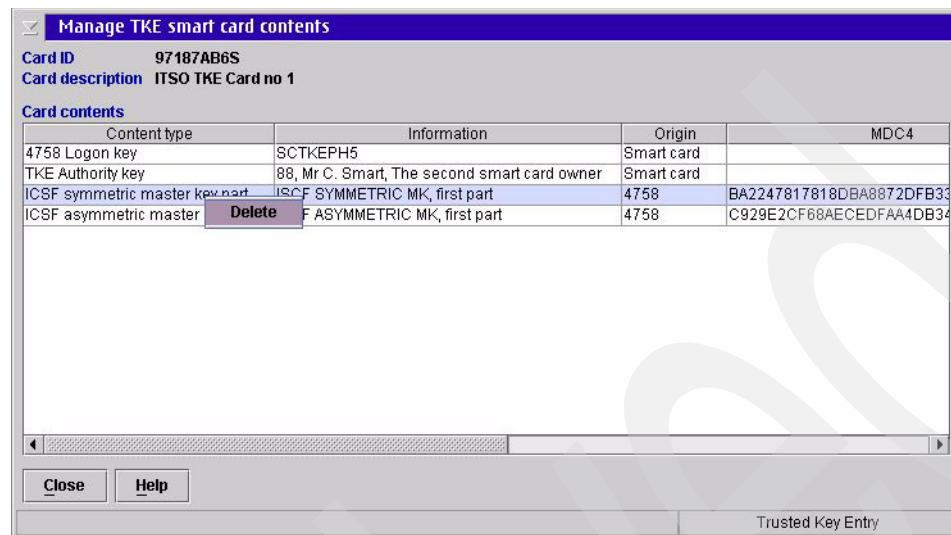 Manage TKE smart card contents
Card ID 97187AB6S
Card description ITSO TKE Card no 1
Card contents
Content type Information Origin MDC4
4758 Logon key SCTKEPH5 Smart card
TKE Authority key 88, Mr C. Smart, The second smart card owner Smart card
ICSF symmetric master key part ISCF SYMMETRIC MK, first part 4758 BA2247817818DBA8872DFB33
ICSF asymmetric master Delete F ASYMMETRIC MK, first part 4758 C929E2CF68AECEDFAA4DB34
Close Help
Trusted Key Entry